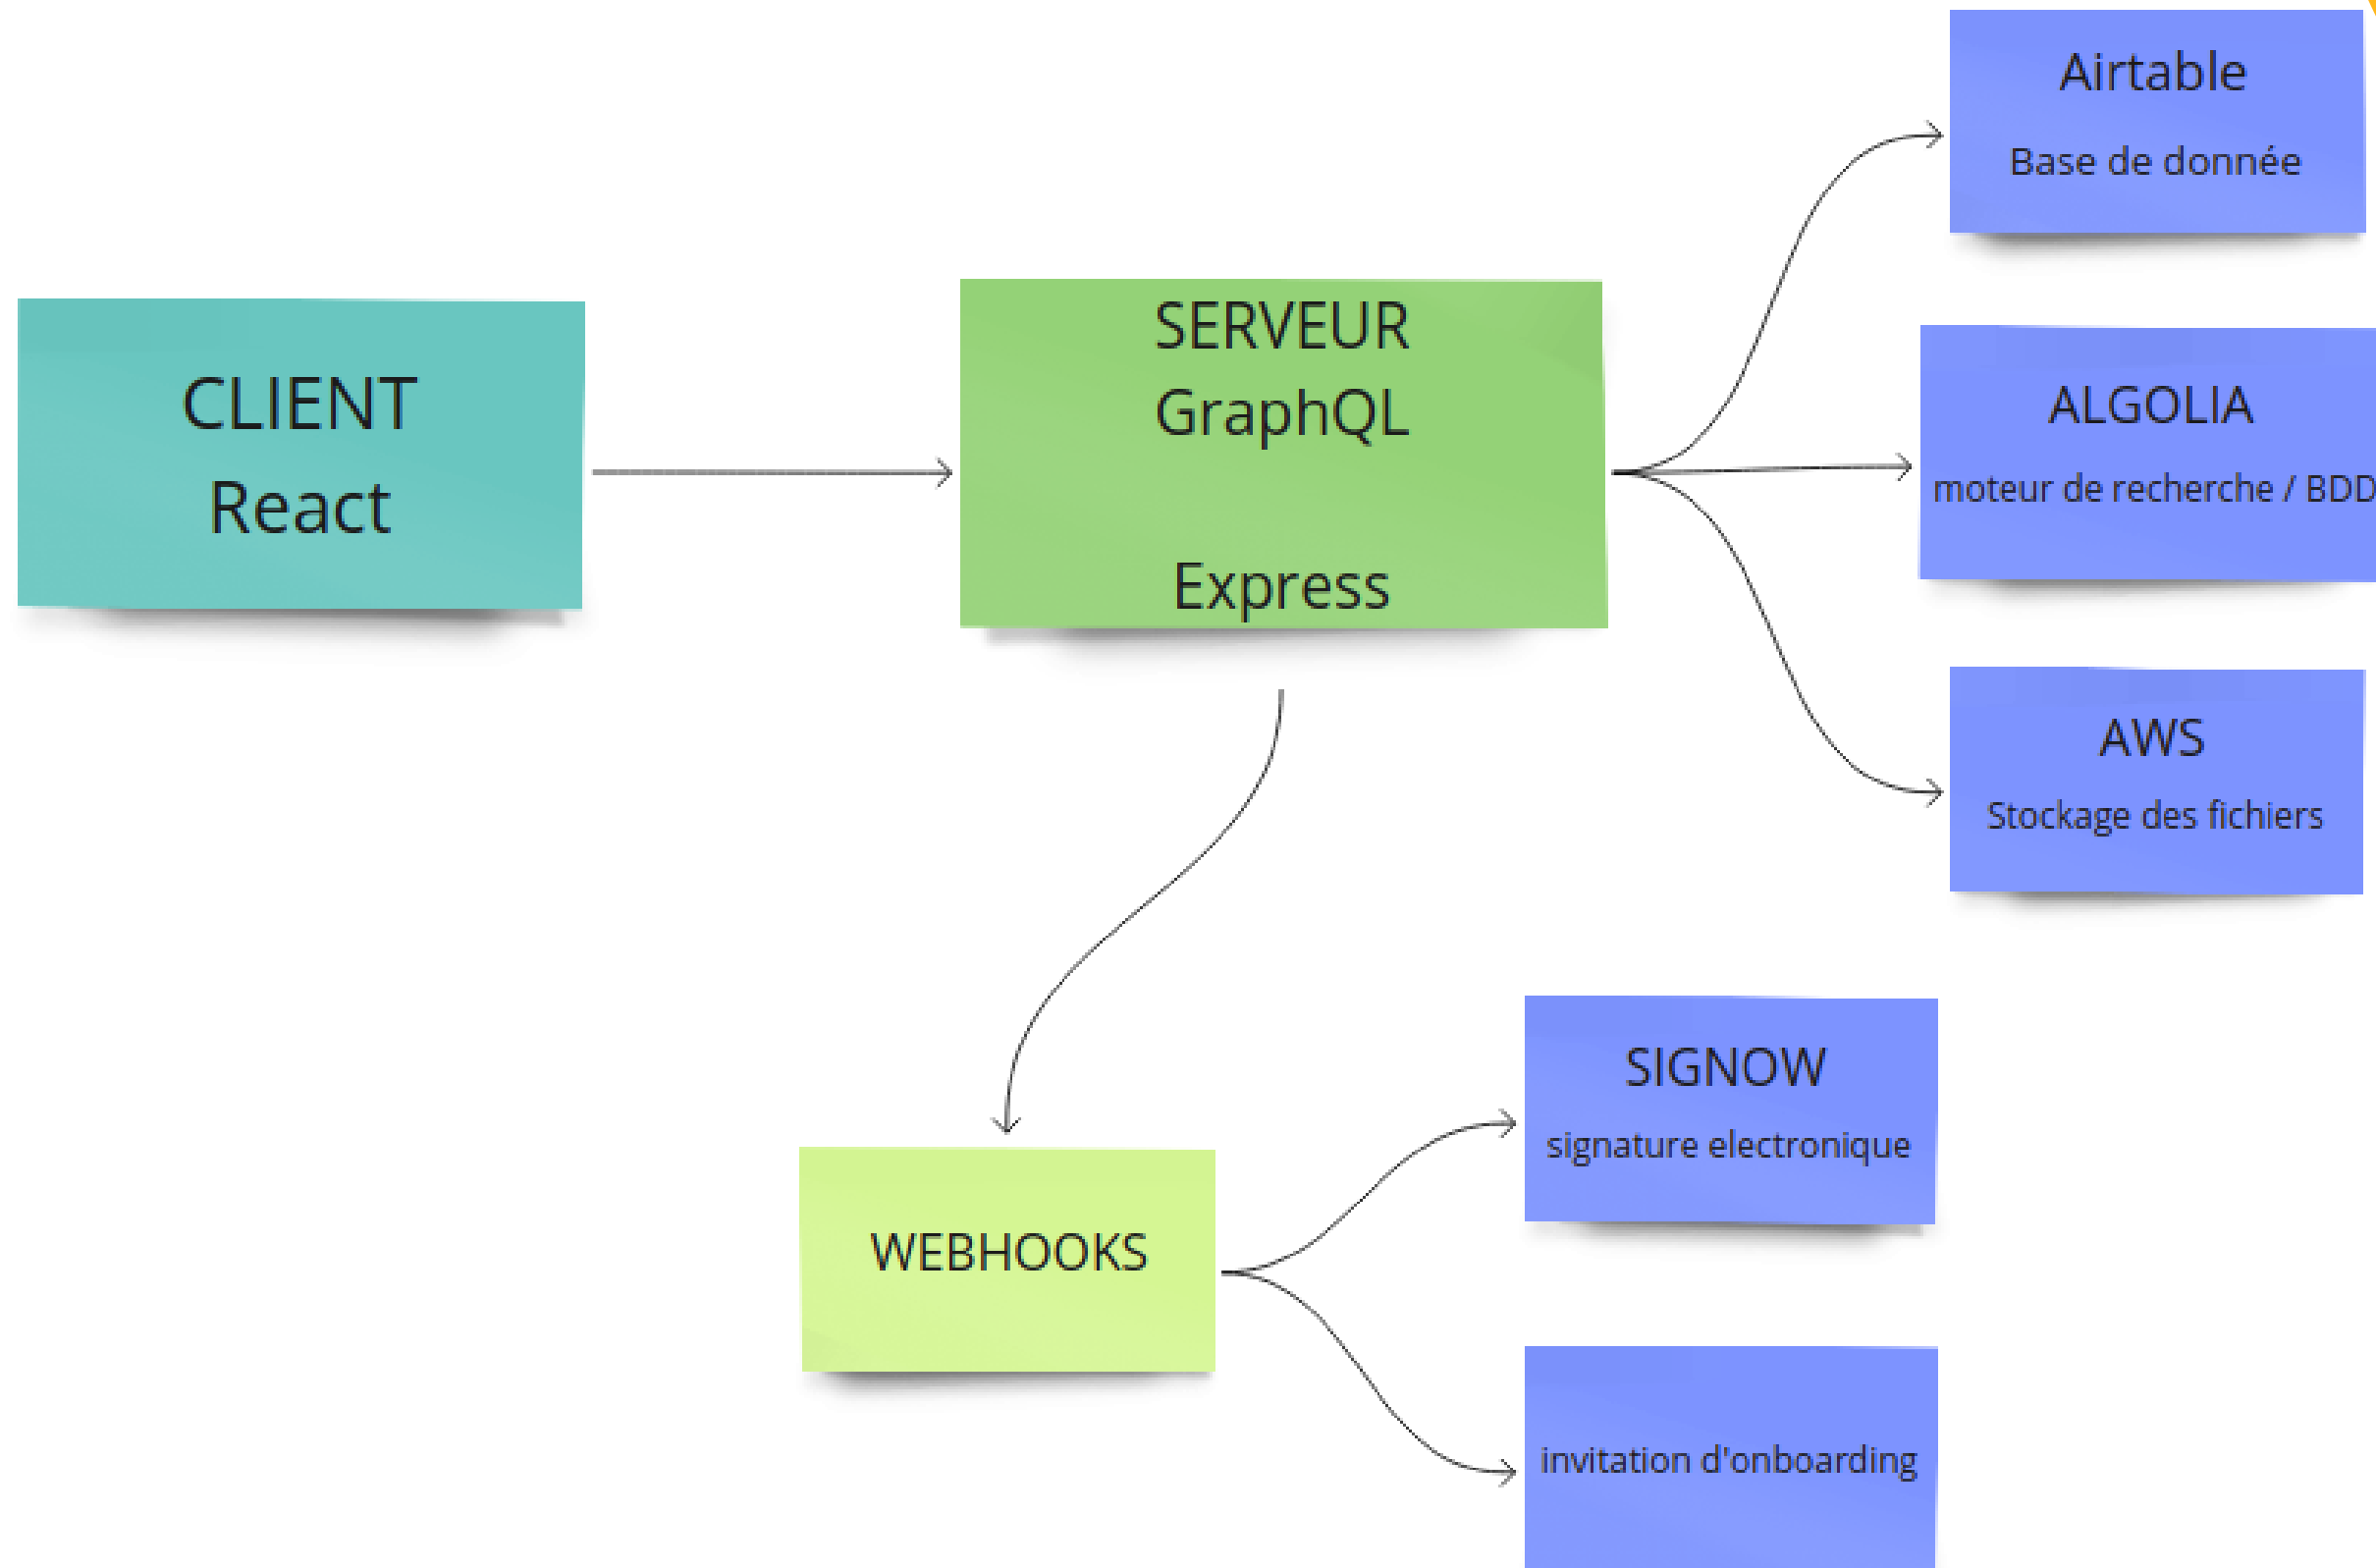 CLIENT
React
SERVEUR
GraphQL
Express
Airtable
Base de donnée
ALGOLIA
moteur de recherche / BDD
AWS
Stockage des fichiers
WEBHOOKS
SIGNOW
signature electronique
invitation d'onboarding